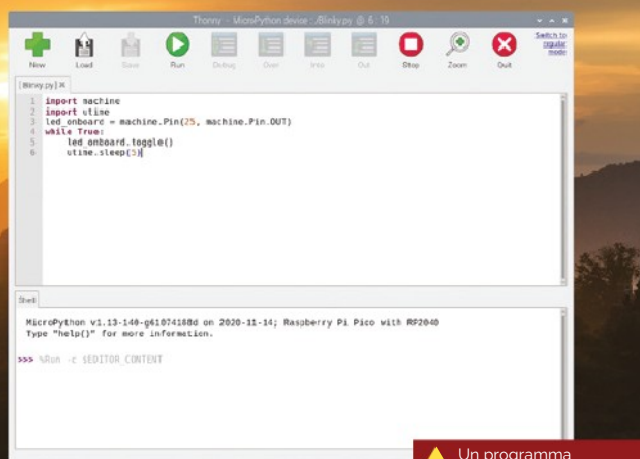 Thonny - MicroPython device :: /Blinky.py @ 6 : 19
New Load Save Run Debug Over Into Out Stop Zoom Quit
Switch to
regular
mode
[ Blinky.py ] ×
1 import machine
2 import utime
3 led_onboard = machine.Pin(25, machine.Pin.OUT)
4 while True:
5 led_onboard.toggle()
6 utime.sleep(5)
Shell
MicroPython v1.13-140-g6107418 on 2020-11-14; Raspberry Pi Pico with RP2040
Type "help()" for more information.
>>> %Run -c $EDITOR_CONTENT
Un programma